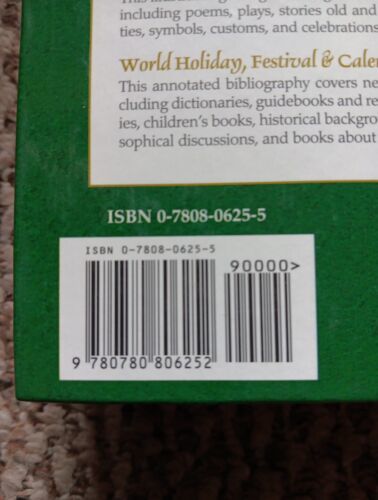 including poems, plays, stories old and
ties, symbols, customs, and celebrations
World Holiday, Festival & Caler
This annotated bibliography covers ne
cluding dictionaries, guidebooks and re
ies, children's books, historical backgro
sophical discussions, and books about
ISBN 0-7808-0625-5
ISBN 0-7808-0625-5
90000>
9 780780 806252